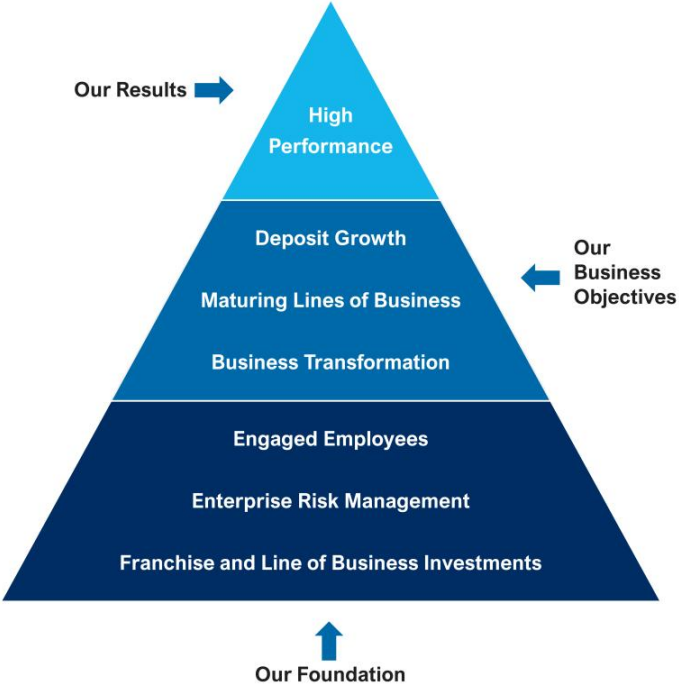 Our Results
High
Performance
Deposit Growth
Maturing Lines of Business
Business Transformation
Our
Business
Objectives
Engaged Employees
Enterprise Risk Management
Franchise and Line of Business Investments
Our Foundation